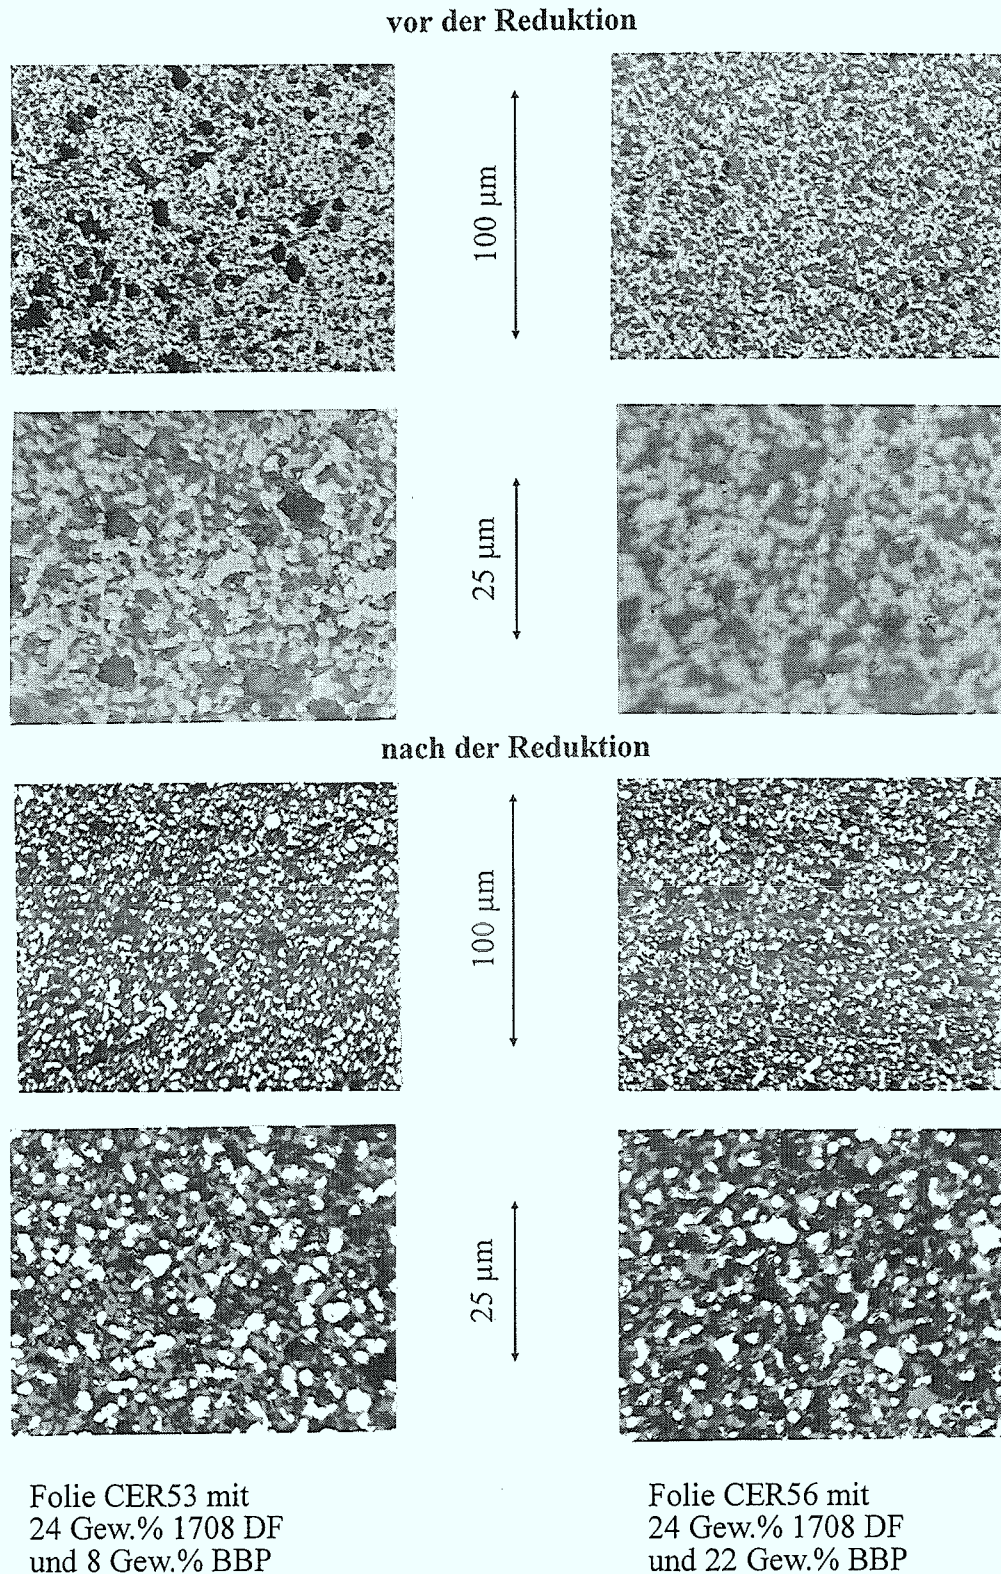 vor der Reduktion
100 µm
25 µm
nach der Reduktion
100 µm
25 µm
Folie CER53 mit
24 Gew.% 1708 DF
und 8 Gew.% BBP
Folie CER56 mit
24 Gew.% 1708 DF
und 22 Gew.% BBP